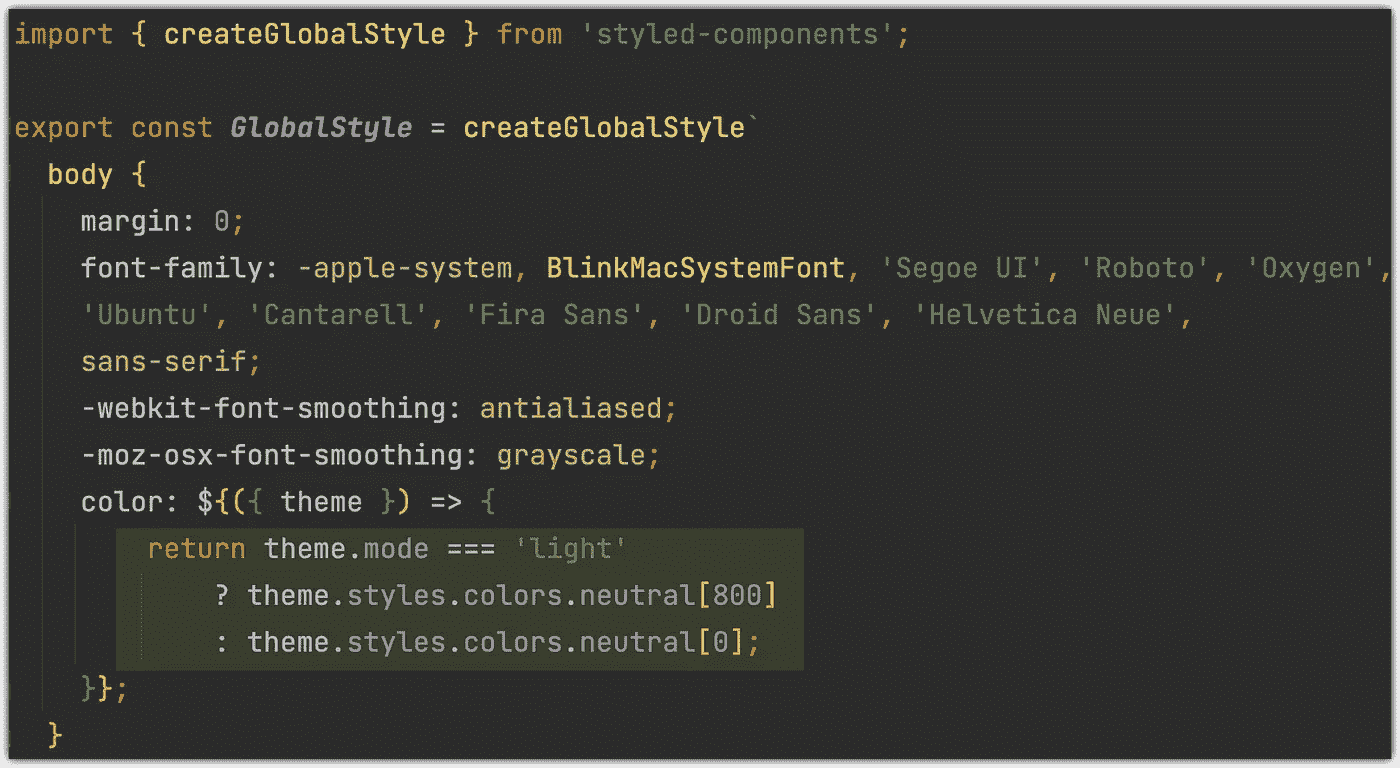 import { createGlobalStyle } from 'styled-components';
export const GlobalStyle = createGlobalStyle`
body {
margin: 0;
font-family: -apple-system, BlinkMacSystemFont, 'Segoe UI', 'Roboto', 'Oxygen',
'Ubuntu', 'Cantarell', 'Fira Sans', 'Droid Sans', 'Helvetica Neue',
sans-serif;
-webkit-font-smoothing: antialiased;
-moz-osx-font-smoothing: grayscale;
color: ${({ theme }) => {
return theme.mode === 'light'
? theme.styles.colors.neutral[800]
: theme.styles.colors.neutral[0];
}};
}